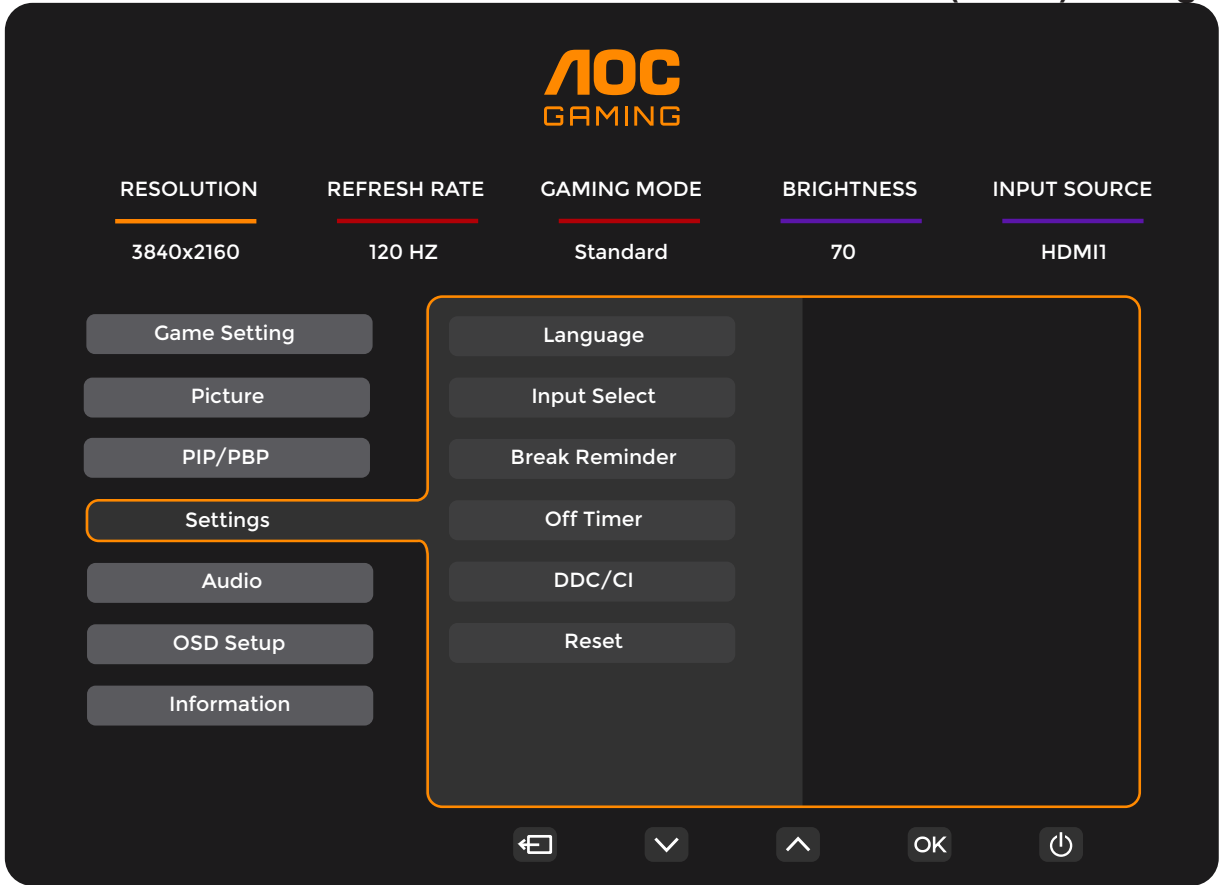 AOC
GAMING
RESOLUTION REFRESH RATE GAMING MODE BRIGHTNESS INPUT SOURCE
3840x2160 120 HZ Standard 70 HDMI1
Game Setting Language
Picture Input Select
PIP/PBP Break Reminder
Settings Off Timer
Audio DDC/CI
OSD Setup Reset
Information
OK